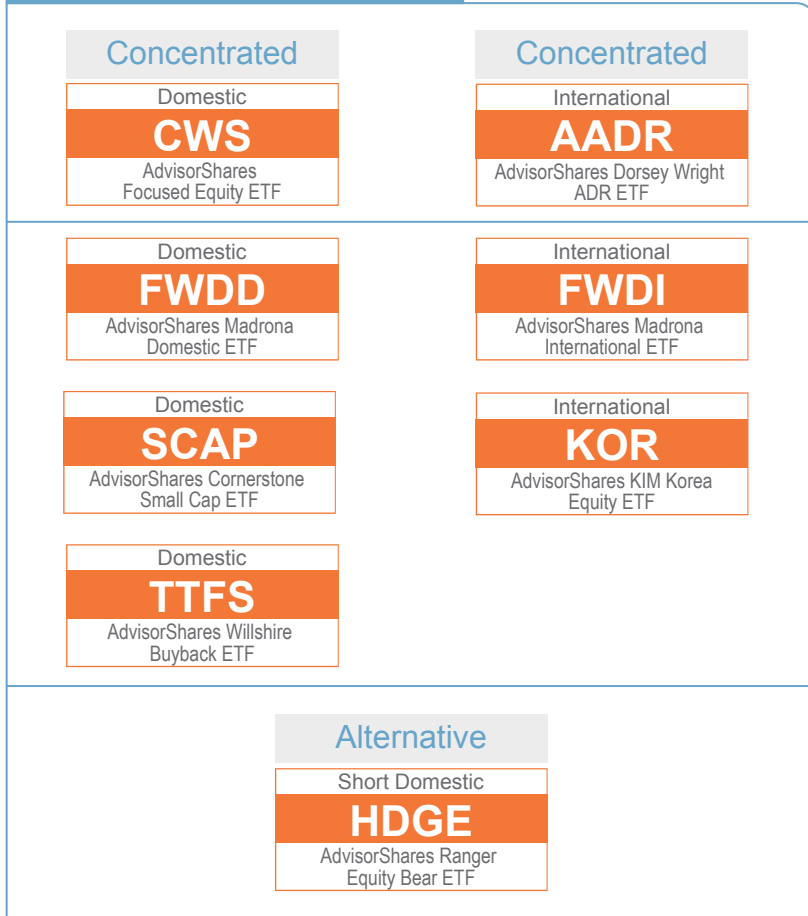 Concentrated
Domestic
CWS
AdvisorShares
Focused Equity ETF
Concentrated
International
AADR
AdvisorShares Dorsey Wright
ADR ETF
Domestic
FWDD
AdvisorShares Madrona
Domestic ETF
International
FWDI
AdvisorShares Madrona
International ETF
Domestic
SCAP
AdvisorShares Cornerstone
Small Cap ETF
International
KOR
AdvisorShares KIM Korea
Equity ETF
Domestic
TTFS
AdvisorShares Willshire
Buyback ETF
Alternative
Short Domestic
HDGE
AdvisorShares Ranger
Equity Bear ETF